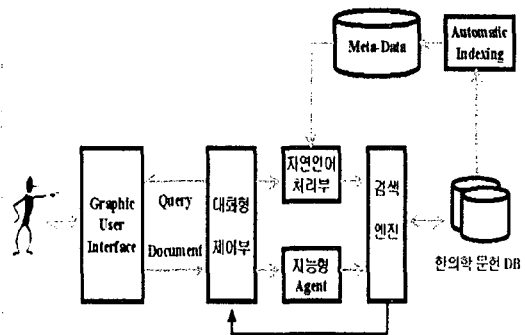 Meta-Data
Automatic
Indexing
Graphic
User
Interface
Query
Document
대화형
제어부
자연언어
처리부
지능형
Agent
검색
엔진
한의학 문헌 DB